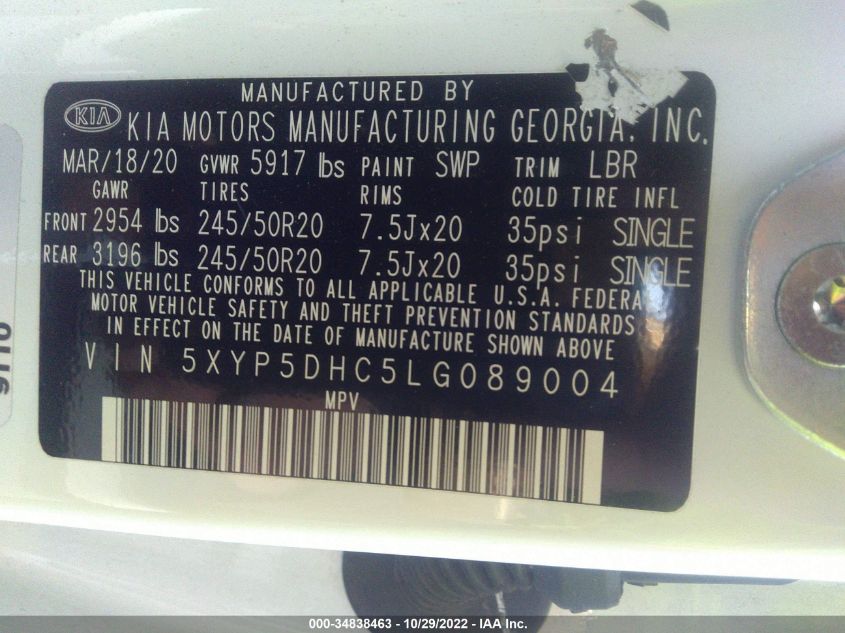 MANUFACTURED BY
KIA KIA MOTORS MANUFACTURING GEORGIA, INC.
MAR/18/20 GVWR 5917 lbs PAINT SWP TRIM LBR
GAWR TIRES RIMS COLD TIRE INFL
FRONT 2954 lbs 245/50R20 7.5Jx20 35psi SINGLE
REAR 3196 lbs 245/50R20 7.5Jx20 35psi SINGLE
THIS VEHICLE CONFORMS TO ALL APPLICABLE U.S.A. FEDERAL
MOTOR VEHICLE SAFETY AND THEFT PREVENTION STANDARDS
IN EFFECT ON THE DATE OF MANUFACTURE SHOWN ABOVE
VIN 5XYP5DHC5LG089004
MPV
000-34838463 - 10/29/2022 - IAA Inc.